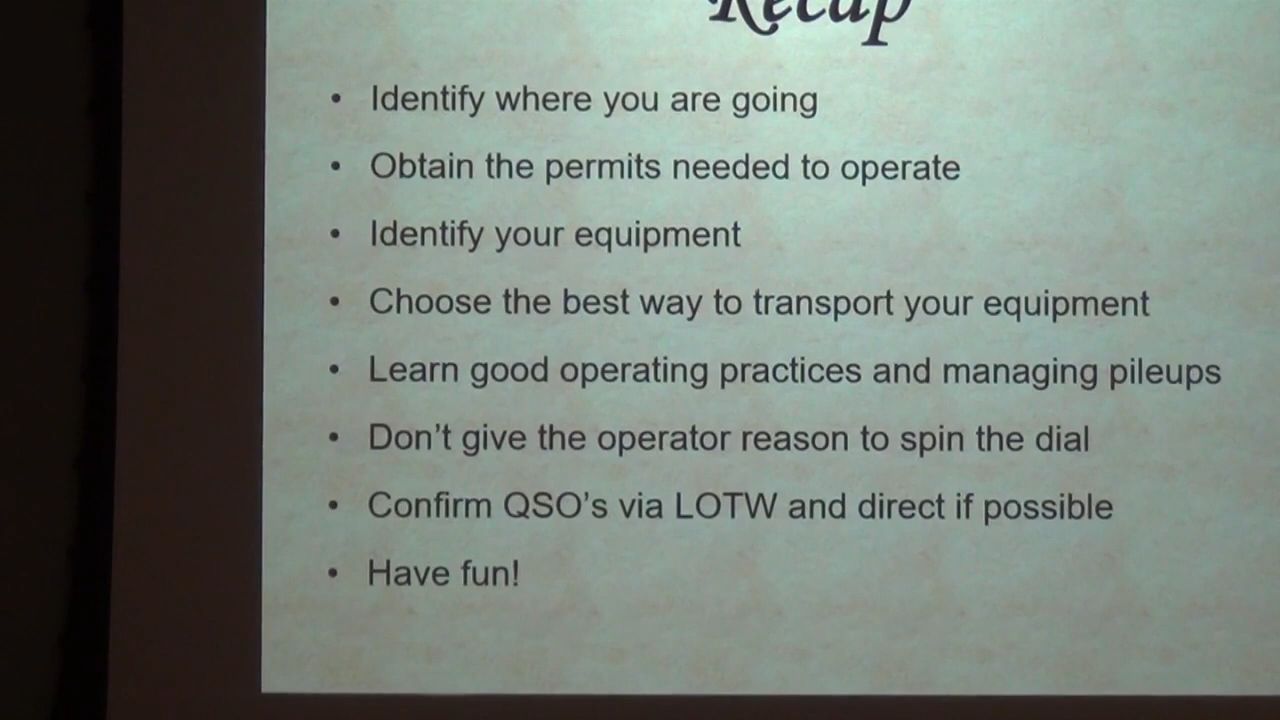 Recap
• Identify where you are going
• Obtain the permits needed to operate
• Identify your equipment
• Choose the best way to transport your equipment
• Learn good operating practices and managing pileups
• Don’t give the operator reason to spin the dial
• Confirm QSO’s via LOTW and direct if possible
• Have fun!